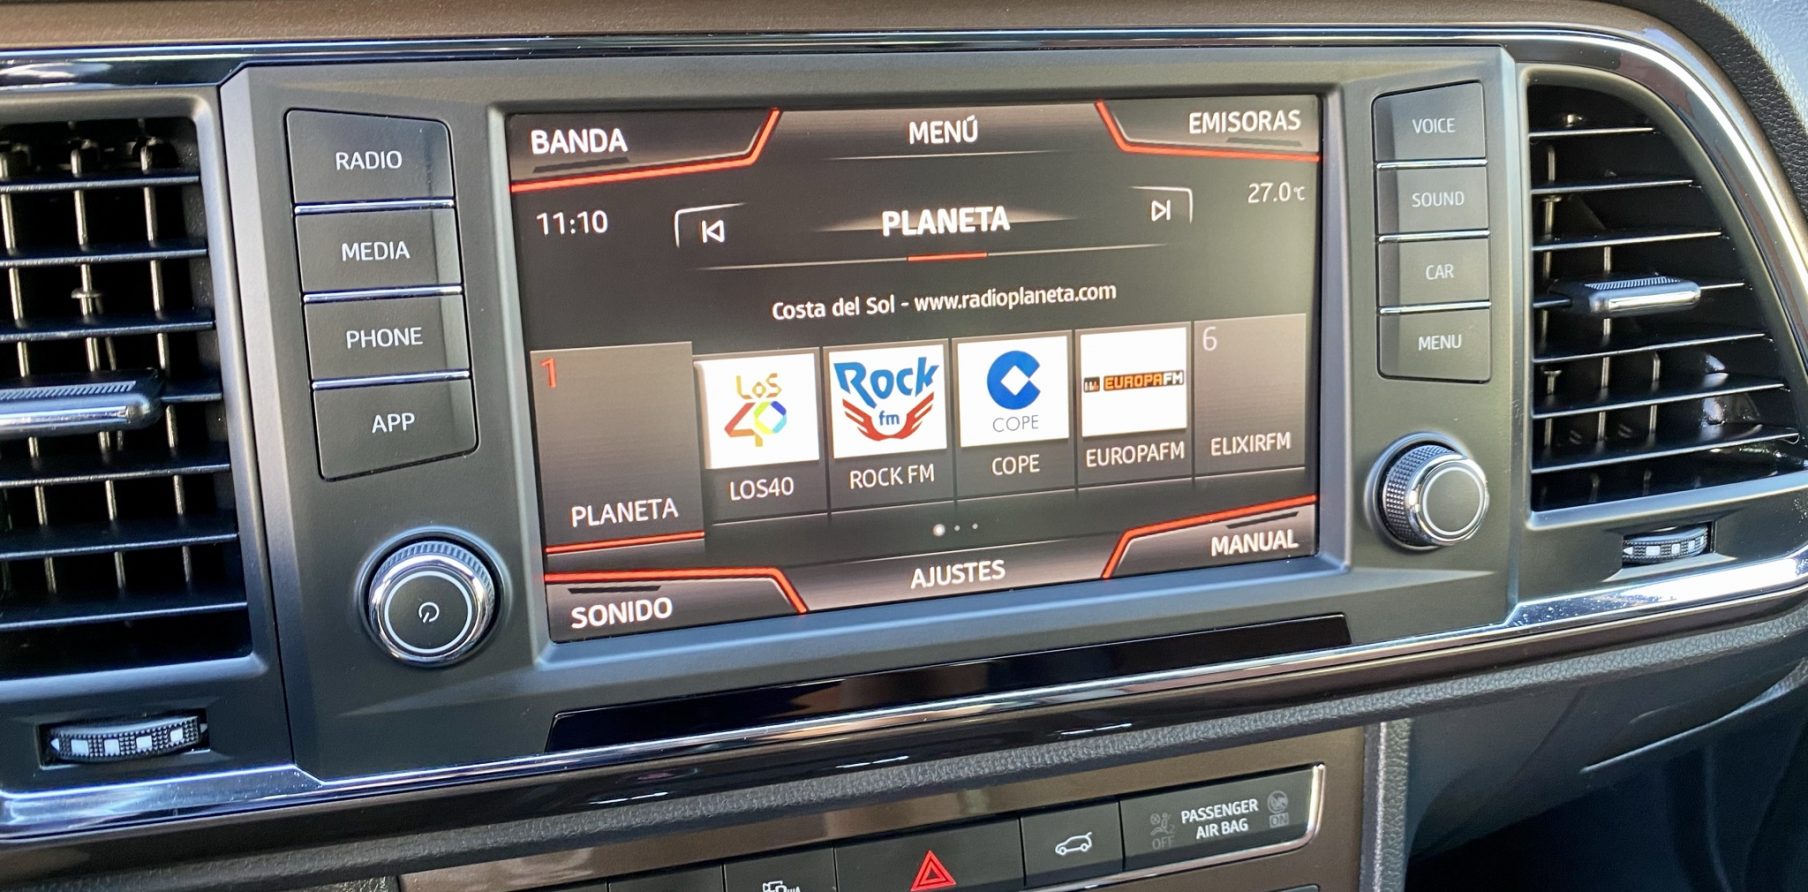 BANDA
MENÚ
EMISORAS
11:10
PLANETA
27.0°C
Costa del Sol - www.radioplaneta.com
1
PLANETA
LOS
40
LOS40
Rock
fm
ROCK FM
COPE
COPE
EUROPAFM
EUROPAFM
6
ELIXIRFM
SONIDO
AJUSTES
MANUAL
RADIO
MEDIA
PHONE
APP
VOICE
SOUND
CAR
MENU
OFF
PASSENGER
AIR BAG
ON